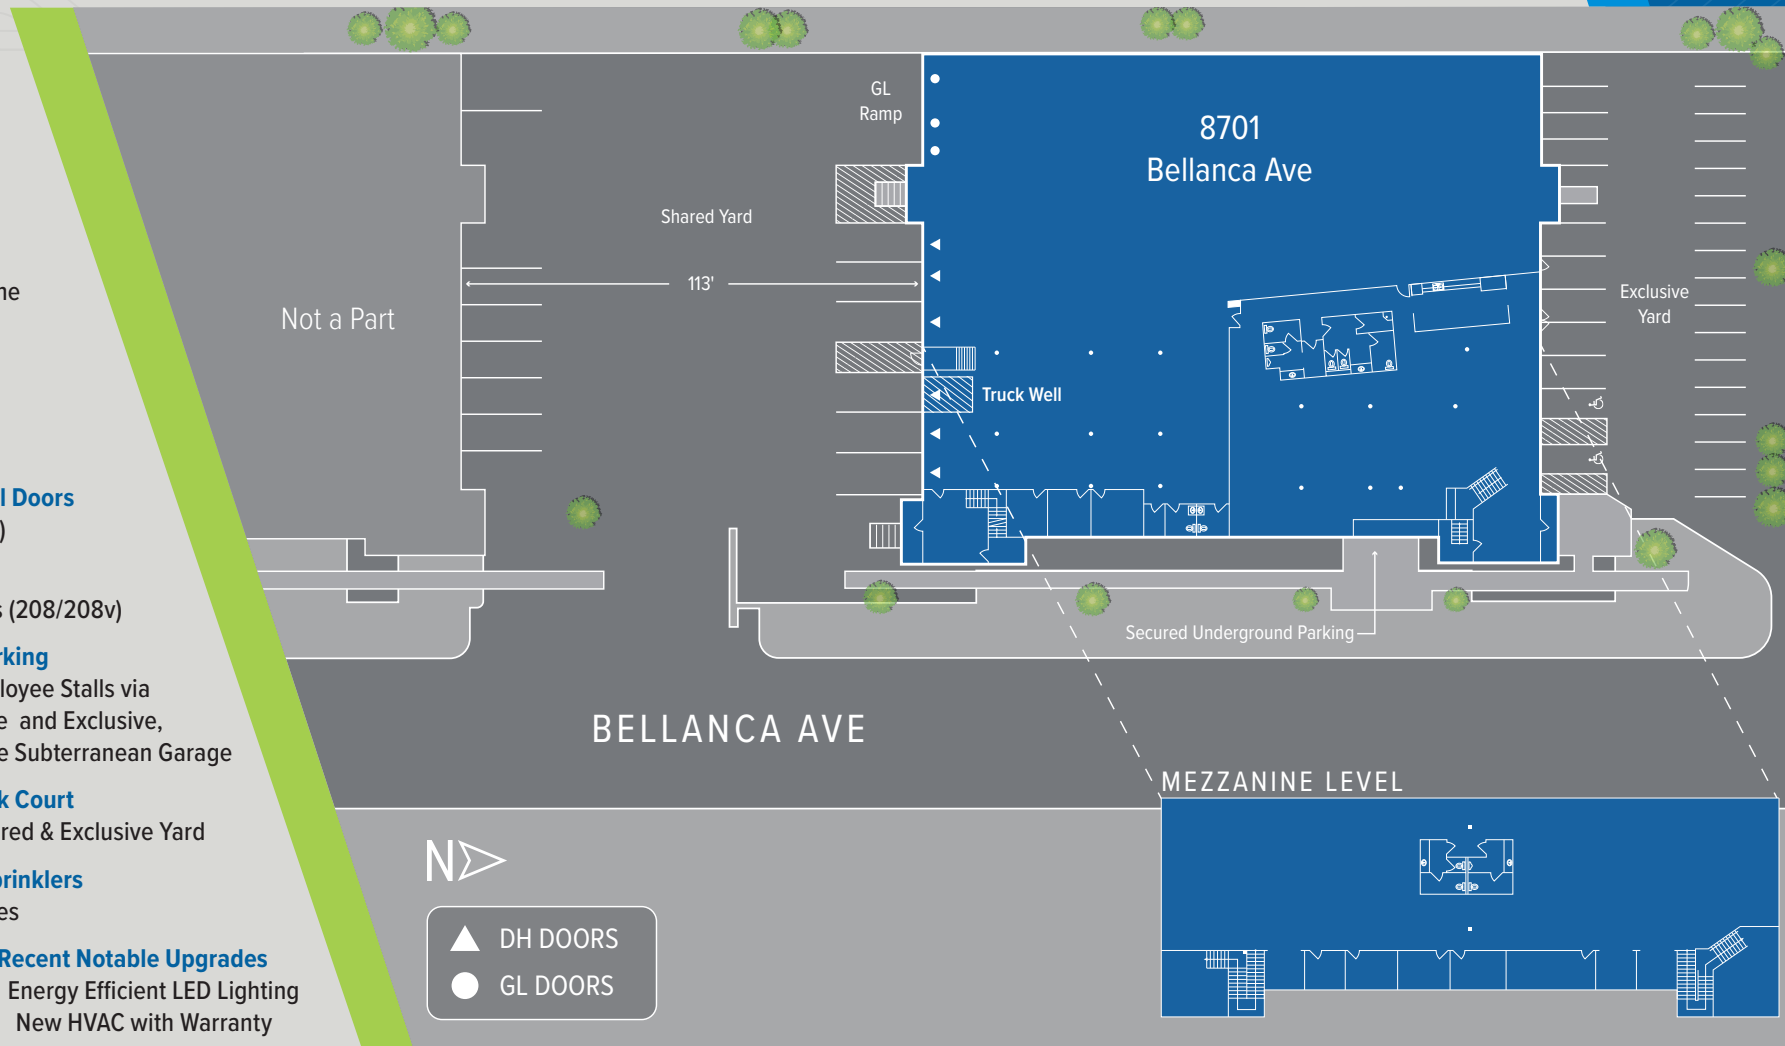 l Doors
)
s (208/208v)
rking
loyee Stalls via
e and Exclusive,
e Subterranean Garage
k Court
red & Exclusive Yard
prinklers
es
Recent Notable Upgrades
Energy Efficient LED Lighting
New HVAC with Warranty
ne
Not a Part
Shared Yard
113'
GL
Ramp
8701
Bellanca Ave
Truck Well
Exclusive
Yard
Secured Underground Parking
BELLANCA AVE
MEZZANINE LEVEL
N
DH DOORS
GL DOORS